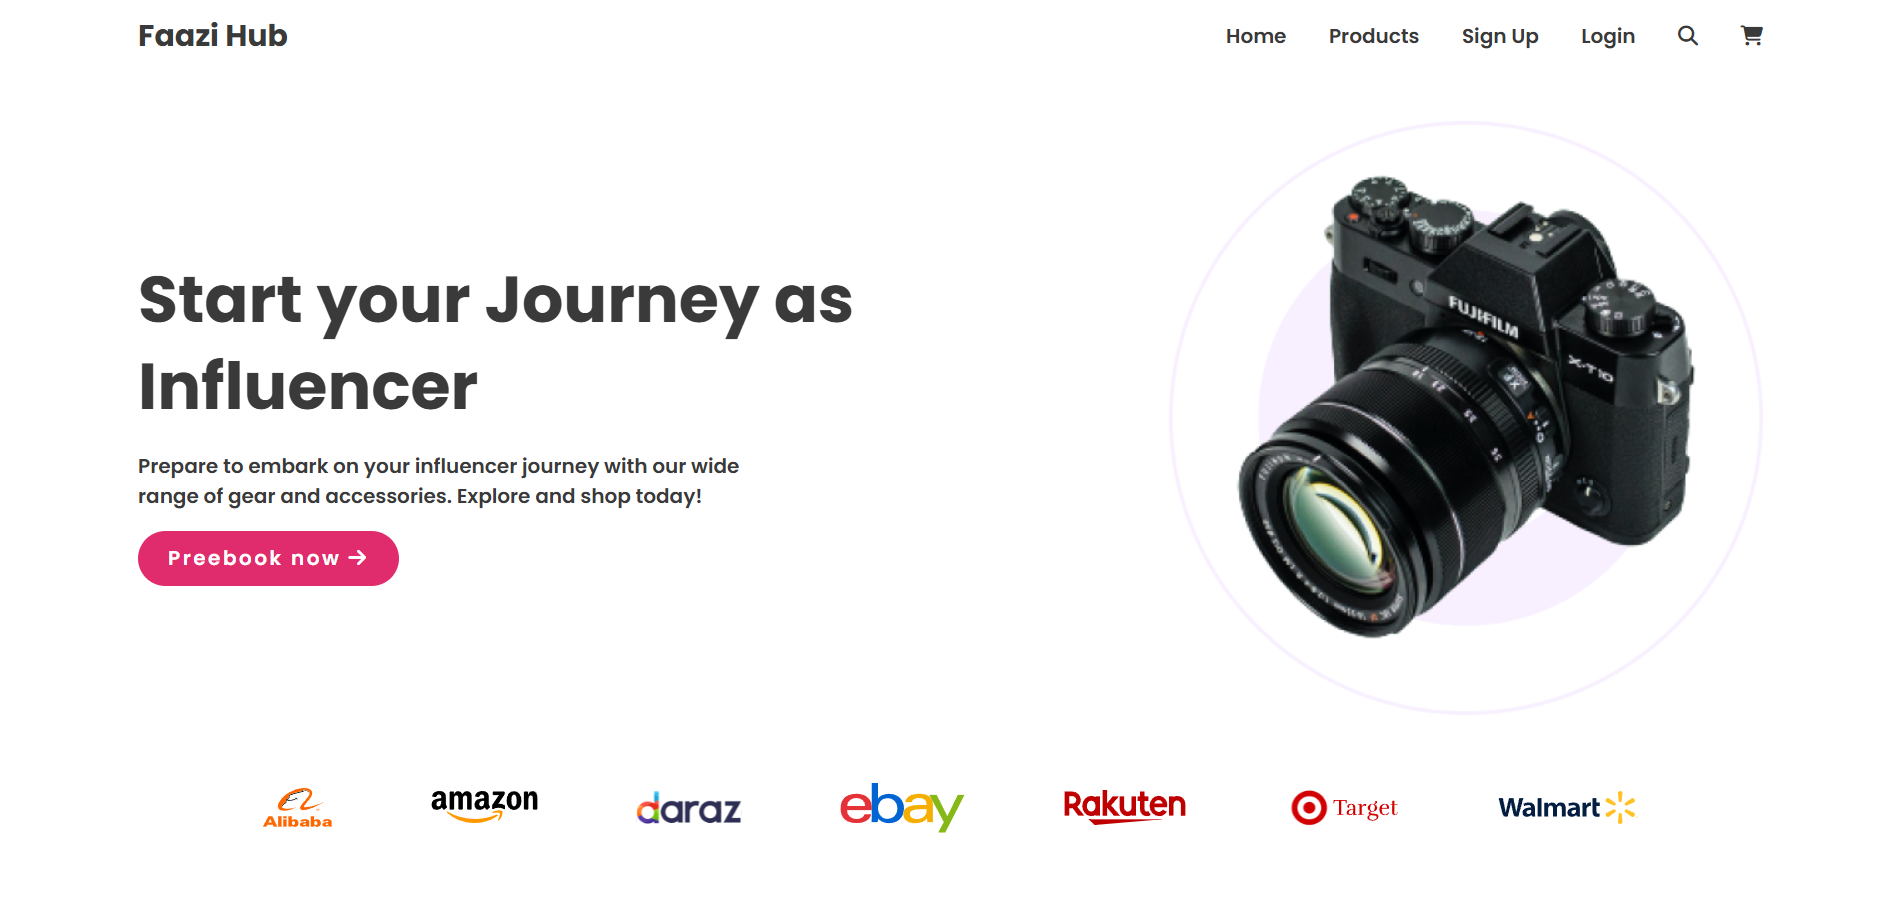 Faazi Hub
Home Products Sign Up Login
Start your Journey as
Influencer
Prepare to embark on your influencer journey with our wide
range of gear and accessories. Explore and shop today!
Preebook now
FUJIFILM
X-T10
XF
Alibaba
amazon
daraz
ebay
Rakuten
Target
Walmart